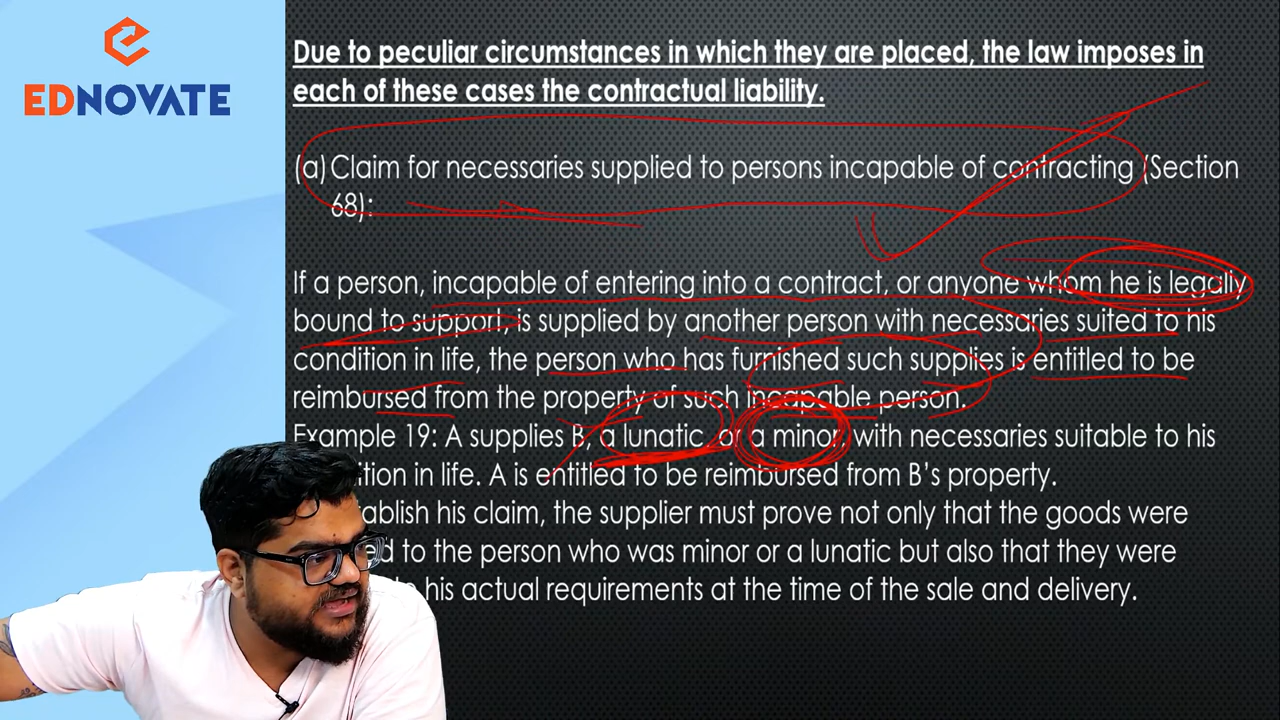 EDNOVATE
Due to peculiar circumstances in which they are placed, the law imposes in
each of these cases the contractual liability.
(a) Claim for necessaries supplied to persons incapable of contracting (Section
68):
If a person, incapable of entering into a contract, or anyone whom he is legally
bound to support, is supplied by another person with necessaries suited to his
condition in life, the person who has furnished such supplies is entitled to be
reimbursed from the property of such incapable person.
Example 19: A supplies B, a lunatic, or a minor, with necessaries suitable to his
in life. A is entitled to be reimbursed from B's property.
his claim, the supplier must prove not only that the goods were
to the person who was minor or a lunatic but also that they were
his actual requirements at the time of the sale and delivery.